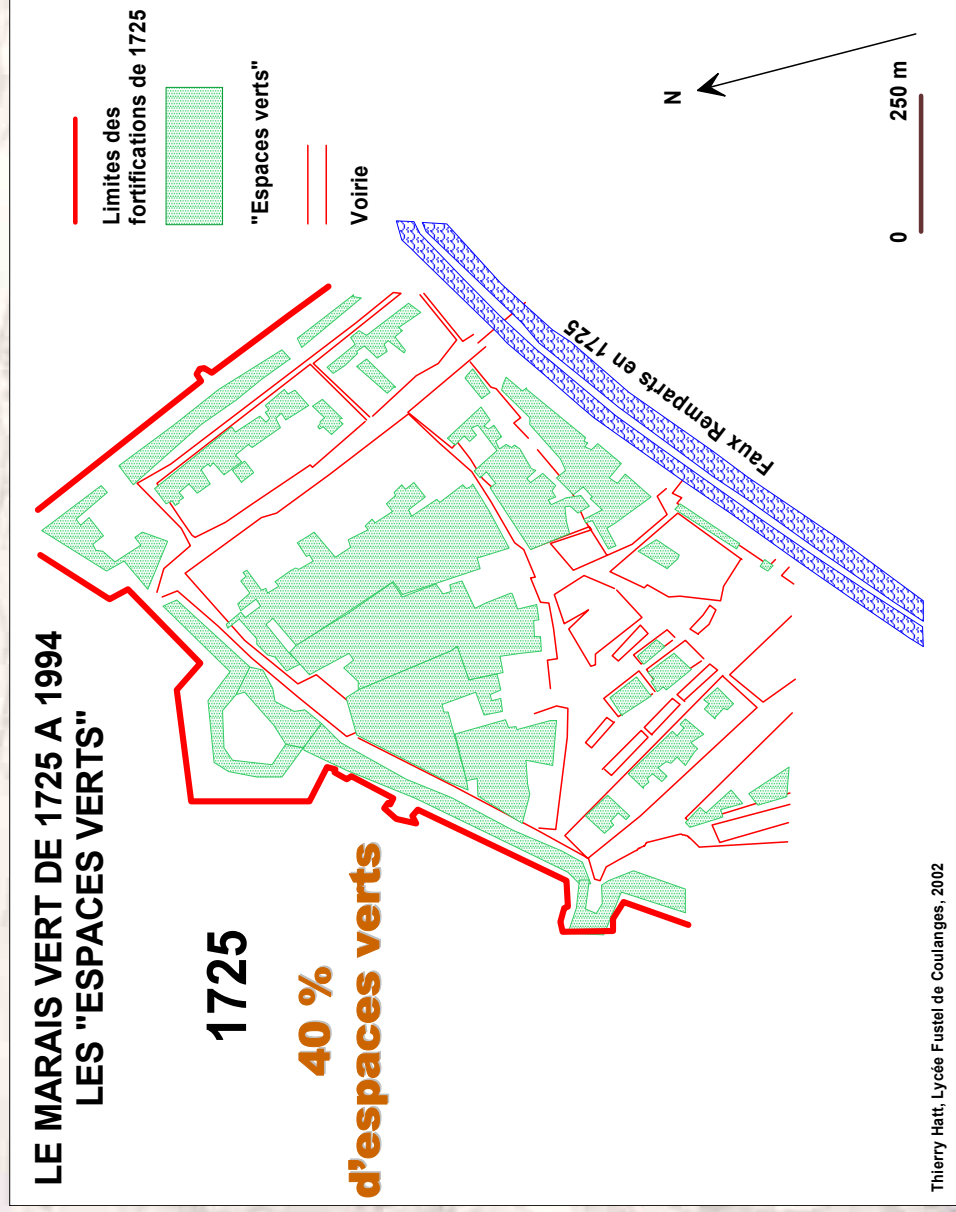 LE MARAIS VERT DE 1725 A 1994
LES "ESPACES VERTS"
1725
40 %
d'espaces verts
Limites des
fortifications de 1725
"Espaces verts"
Voirie
Faux Remparts en 1725
N
0 250 m
Thierry Hatt, Lycée Fustel de Coulanges, 2002